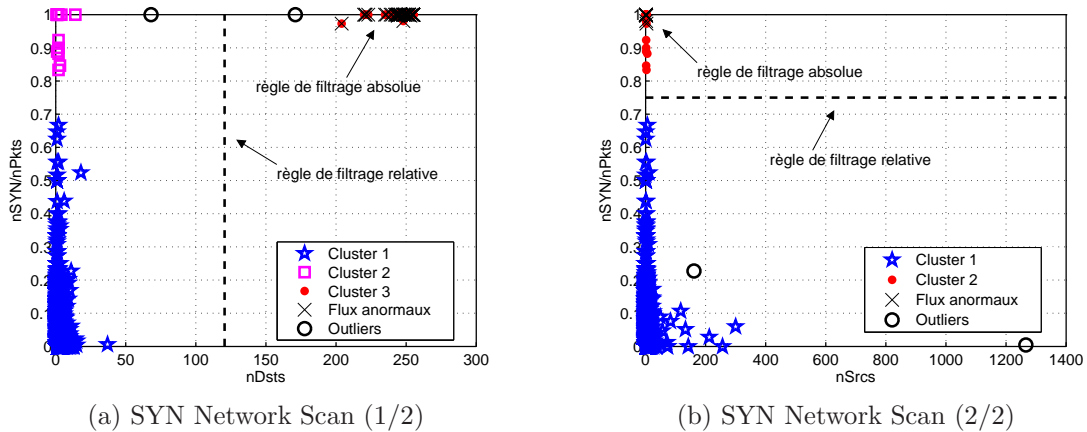 1
0.9
0.8
0.7
0.6
0.5
0.4
0.3
0.2
0.1
0
nSYN/nPkts
0 50 100 150 200 250 300
nDsts
règle de filtrage absolue
règle de filtrage relative
Cluster 1
Cluster 2
Cluster 3
Flux anormaux
Outliers
(a) SYN Network Scan (1/2)
1
0.9
0.8
0.7
0.6
0.5
0.4
0.3
0.2
0.1
0
nSYN/nPkts
0 200 400 600 800 1000 1200 1400
nSrcs
règle de filtrage absolue
règle de filtrage relative
Cluster 1
Cluster 2
Flux anormaux
Outliers
(b) SYN Network Scan (2/2)